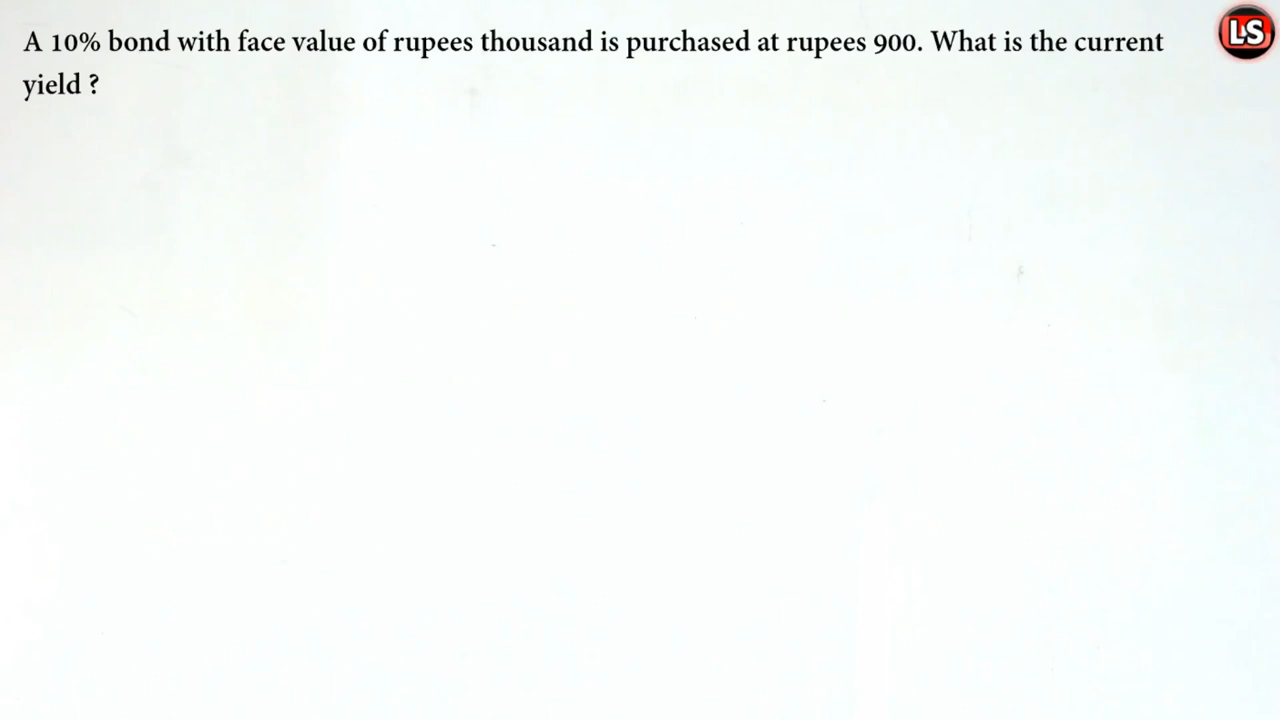 A 10% bond with face value of rupees thousand is purchased at rupees 900. What is the current
yield ?
LS